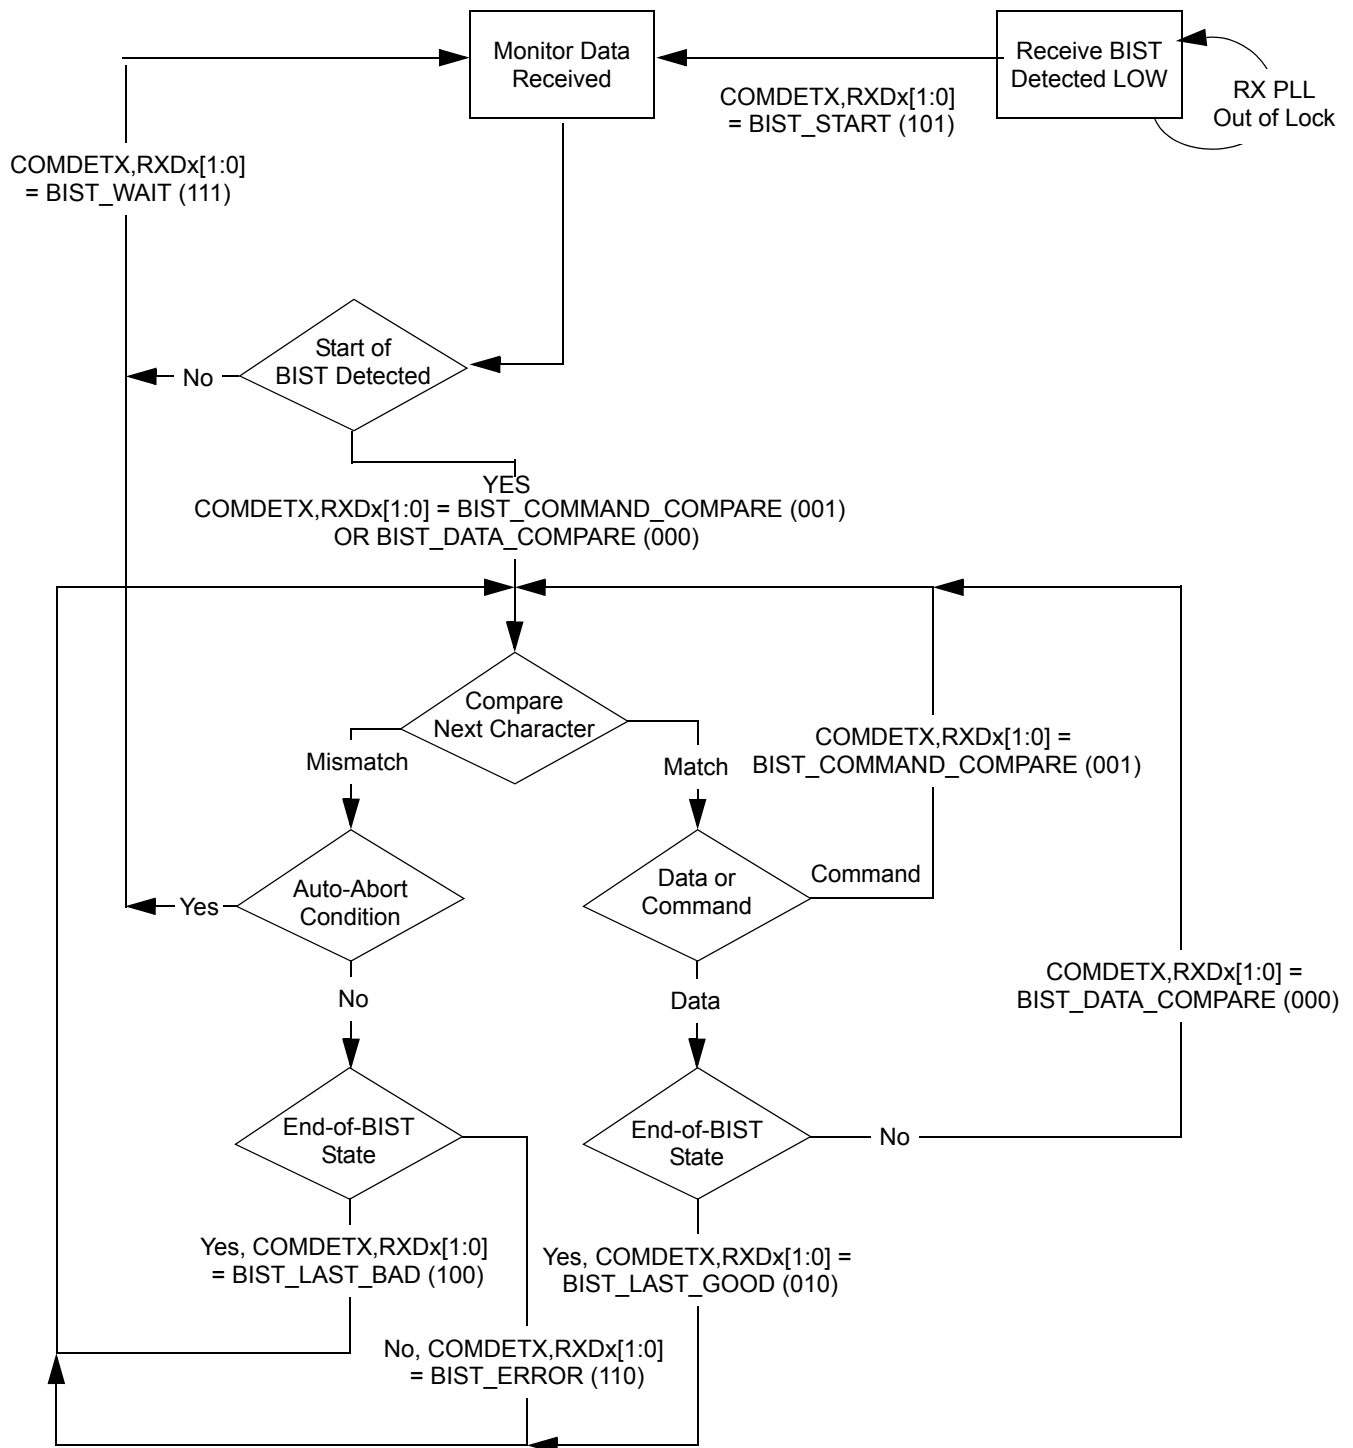 Monitor Data
Received
Receive BIST
Detected LOW
RX PLL
Out of Lock
COMDETX,RXDx[1:0]
= BIST_START (101)
COMDETX,RXDx[1:0]
= BIST_WAIT (111)
Start of
BIST Detected
No
YES
COMDETX,RXDx[1:0] = BIST_COMMAND_COMPARE (001)
OR BIST_DATA_COMPARE (000)
Compare
Next Character
Mismatch
Match
COMDETX,RXDx[1:0] =
BIST_COMMAND_COMPARE (001)
Auto-Abort
Condition
Yes
Data or
Command
Command
No
Data
COMDETX,RXDx[1:0] =
BIST_DATA_COMPARE (000)
End-of-BIST
State
End-of-BIST
State
No
Yes, COMDETX,RXDx[1:0]
= BIST_LAST_BAD (100)
Yes, COMDETX,RXDx[1:0] =
BIST_LAST_GOOD (010)
No, COMDETX,RXDx[1:0]
= BIST_ERROR (110)